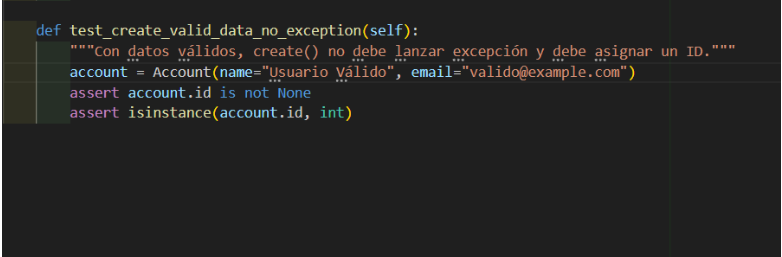 def test_create_valid_data_no_exception(self):
"""Con datos válidos, create() no debe lanzar excepción y debe asignar un ID."""
account = Account(name="Usuario Válido", email="valido@example.com")
assert account.id is not None
assert isinstance(account.id, int)